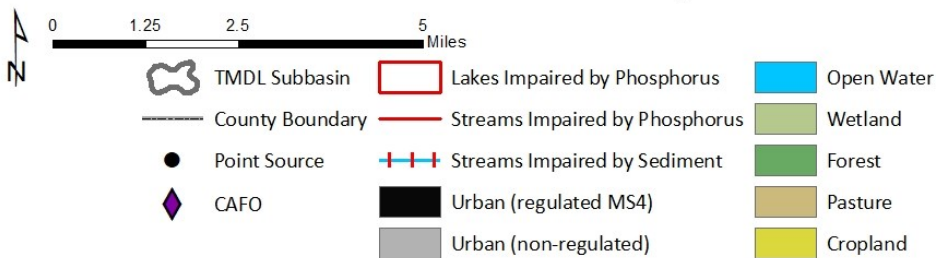 0 1.25 2.5 5
Miles
N
TMDL Subbasin
County Boundary
Point Source
CAFO
Lakes Impaired by Phosphorus
Streams Impaired by Phosphorus
Streams Impaired by Sediment
Urban (regulated MS4)
Urban (non-regulated)
Open Water
Wetland
Forest
Pasture
Cropland